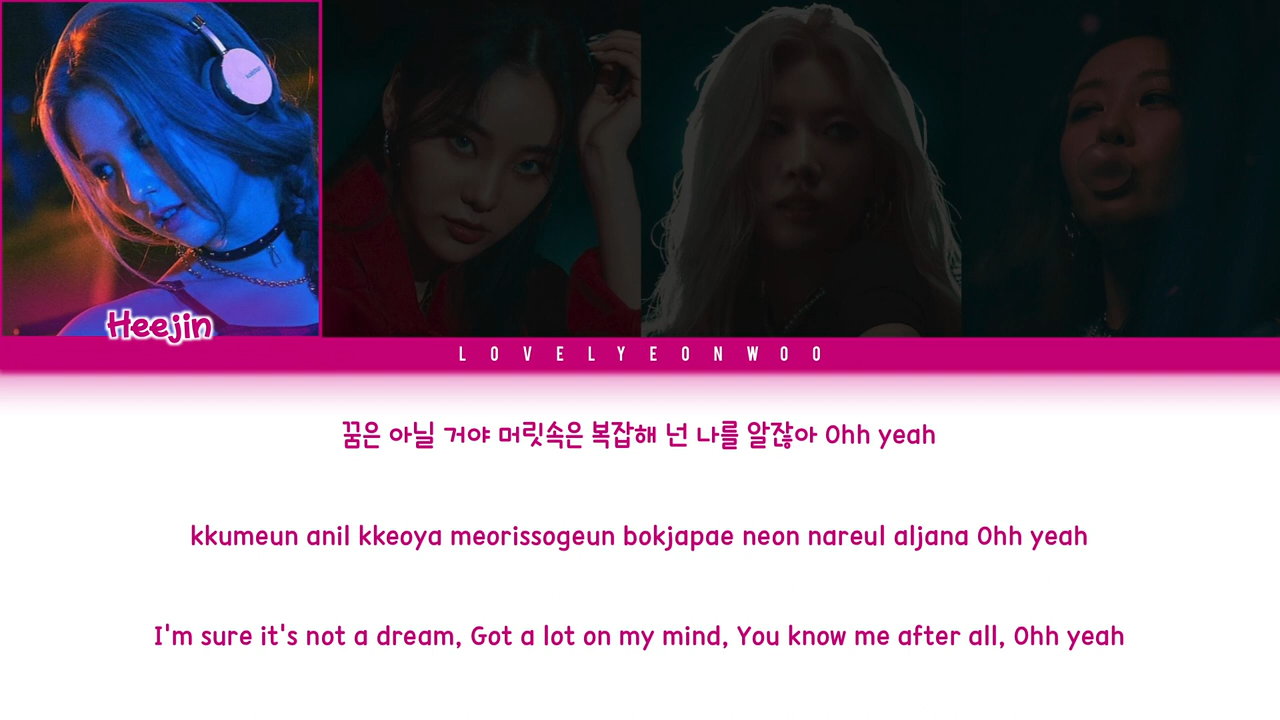 Heejin
LOVELYEONWOO
꿈은 아닐 거야 머릿속은 복잡해 넌 나를 알잖아 Ohh yeah
kkumeun anil kkeoya meorissogeun bokjapae neon nareul aljana Ohh yeah
I'm sure it's not a dream, Got a lot on my mind, You know me after all, Ohh yeah